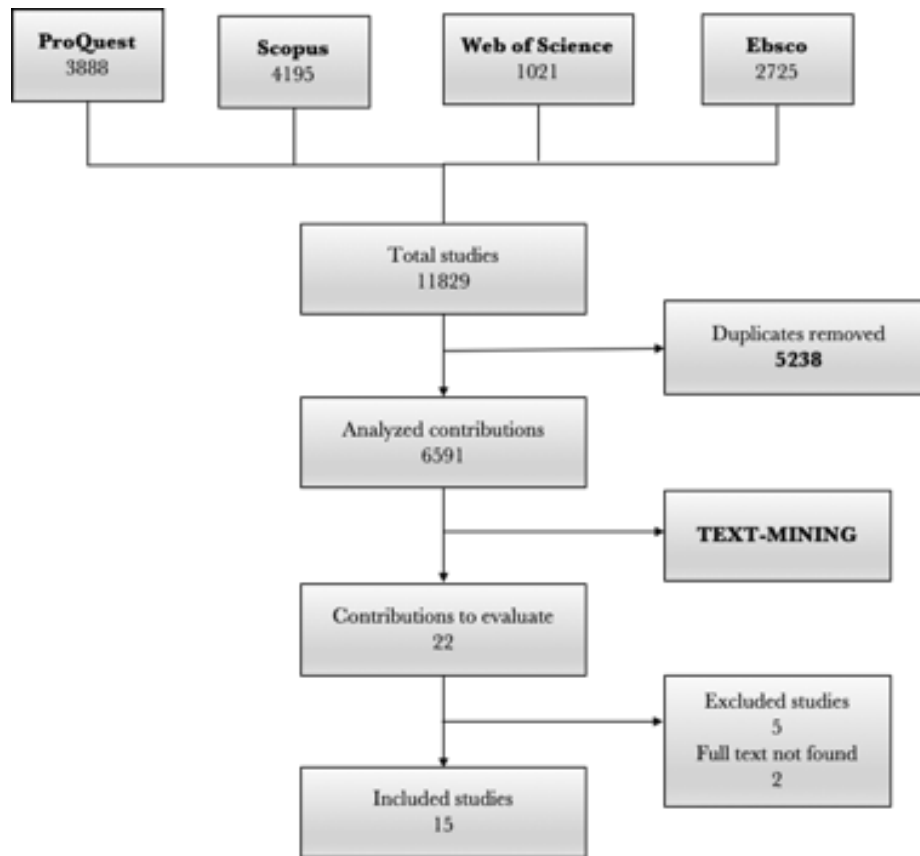 ProQuest
3888
Scopus
4195
Web of Science
1021
Ebsco
2725
Total studies
11829
Duplicates removed
5238
Analyzed contributions
6591
TEXT-MINING
Contributions to evaluate
22
Excluded studies
5
Full text not found
2
Included studies
15